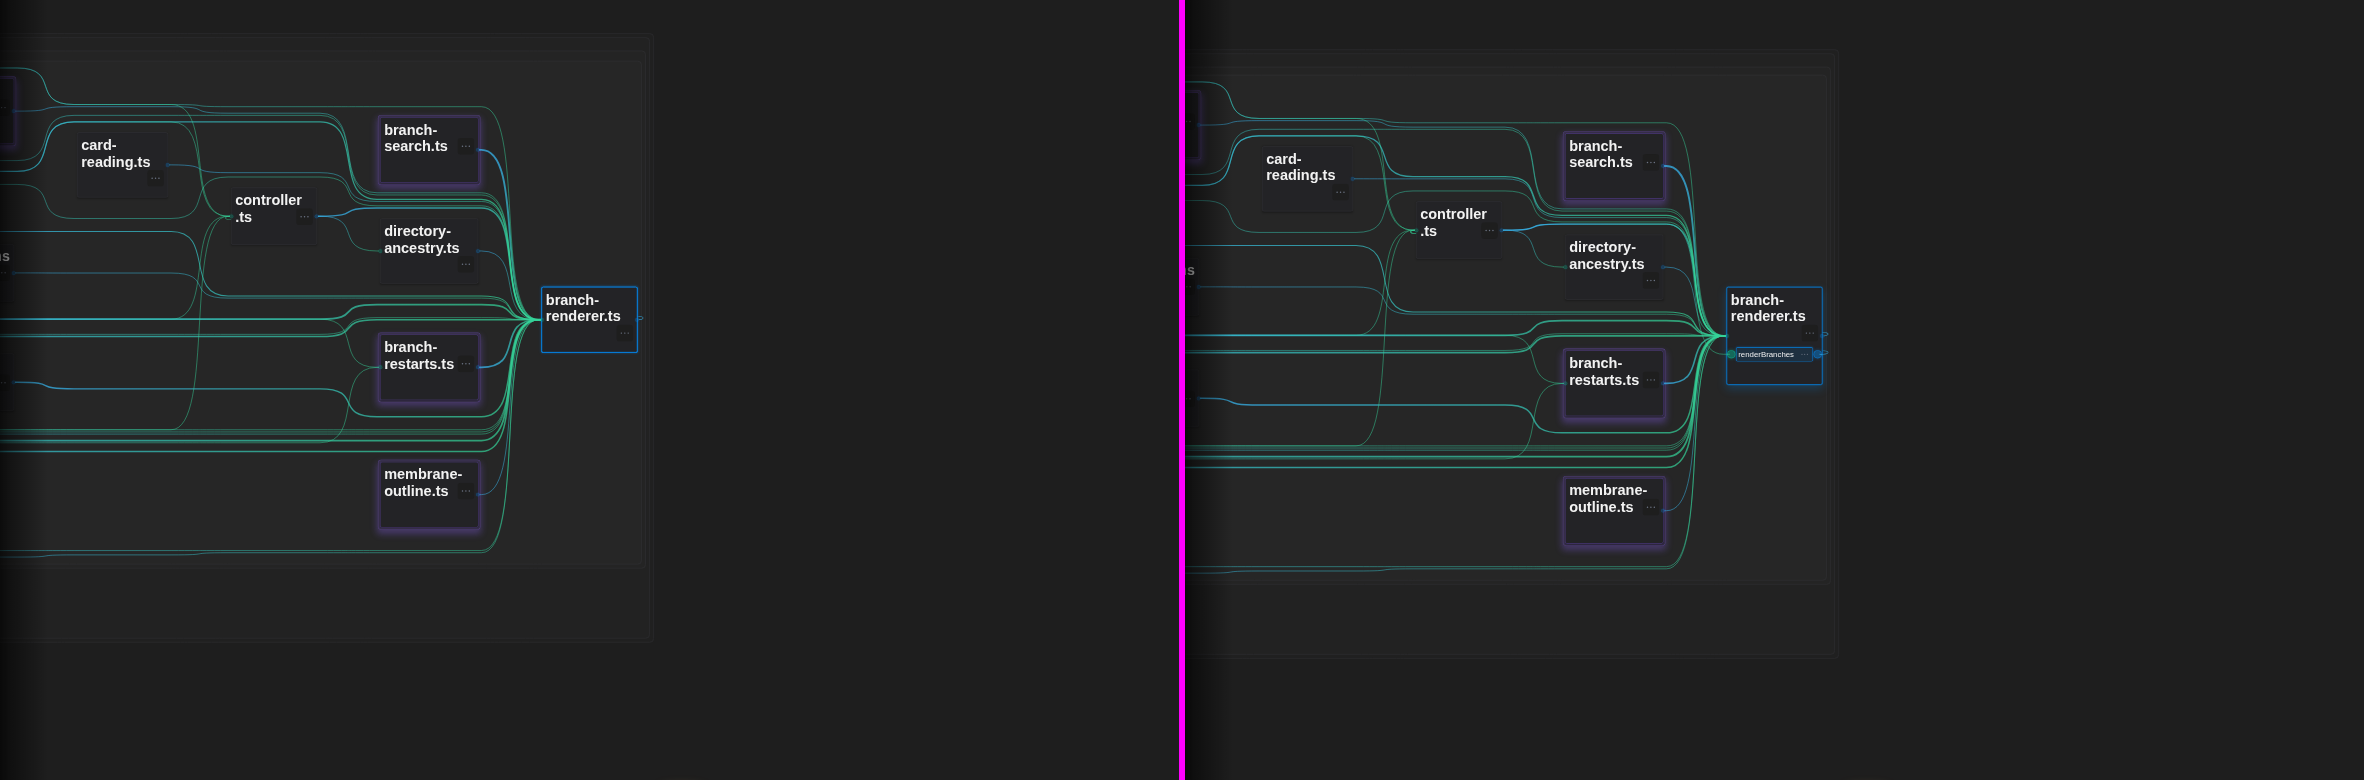 branch-
search.ts
card-
reading.ts
controller
.ts
directory-
ancestry.ts
branch-
renderer.ts
branch-
restarts.ts
membrane-
outline.ts
branch-
search.ts
card-
reading.ts
controller
.ts
directory-
ancestry.ts
branch-
renderer.ts
renderBranches
branch-
restarts.ts
membrane-
outline.ts